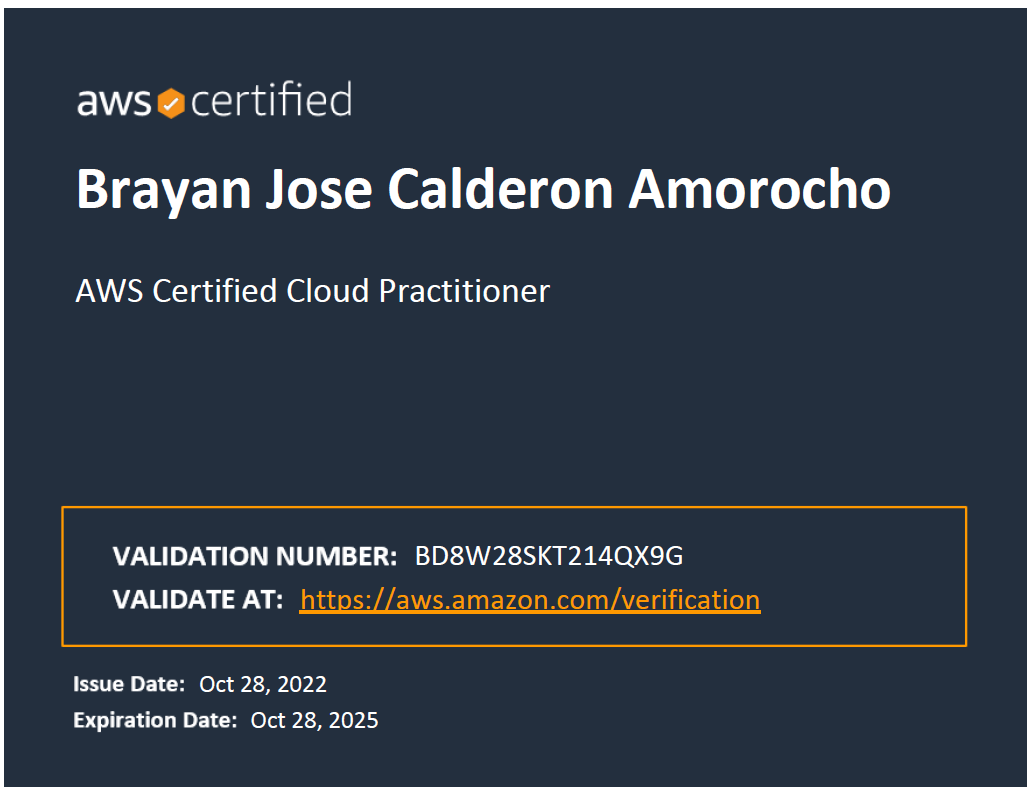 aws certified
Brayan Jose Calderon Amorocho
AWS Certified Cloud Practitioner
VALIDATION NUMBER: BD8W28SKT214QX9G
VALIDATE AT: https://aws.amazon.com/verification
Issue Date: Oct 28, 2022
Expiration Date: Oct 28, 2025